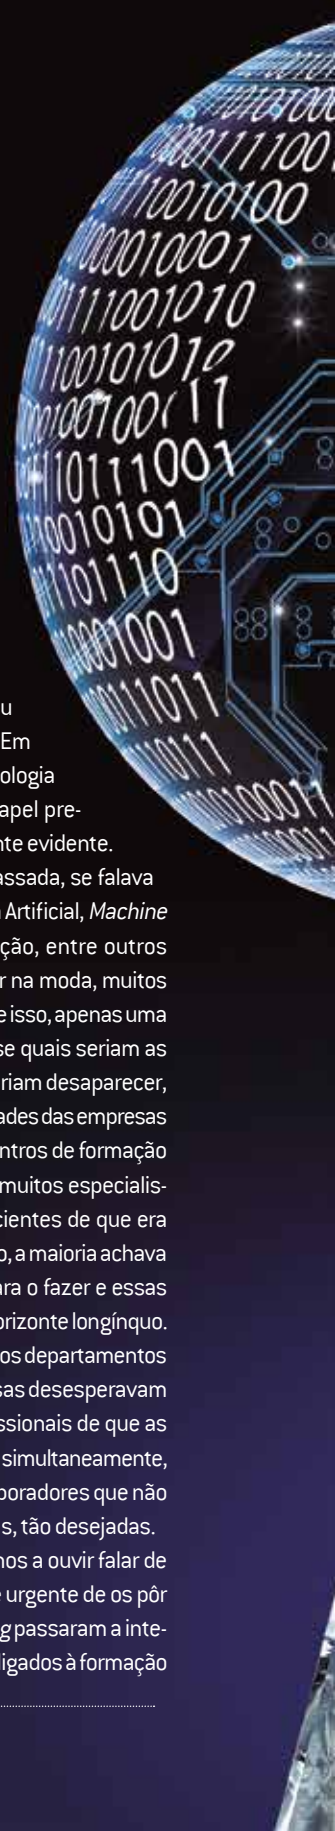 u
Em
ologia
apel pre-
nte evidente.
assada, se falava
Artificial, Machine
ção, entre outros
r na moda, muitos
e isso, apenas uma
se quais seriam as
riam desaparecer,
ades das empresas
entros de formação
muitos especialis-
cientes de que era
o, a maioria achava
ara o fazer e essas
orizonte longínquo.
os departamentos
sas desesperavam
ssionais de que as
simultaneamente,
boradores que não
s, tão desejadas.
nos a ouvir falar de
e urgente de os pôr
g passaram a inte-
ligados à formação